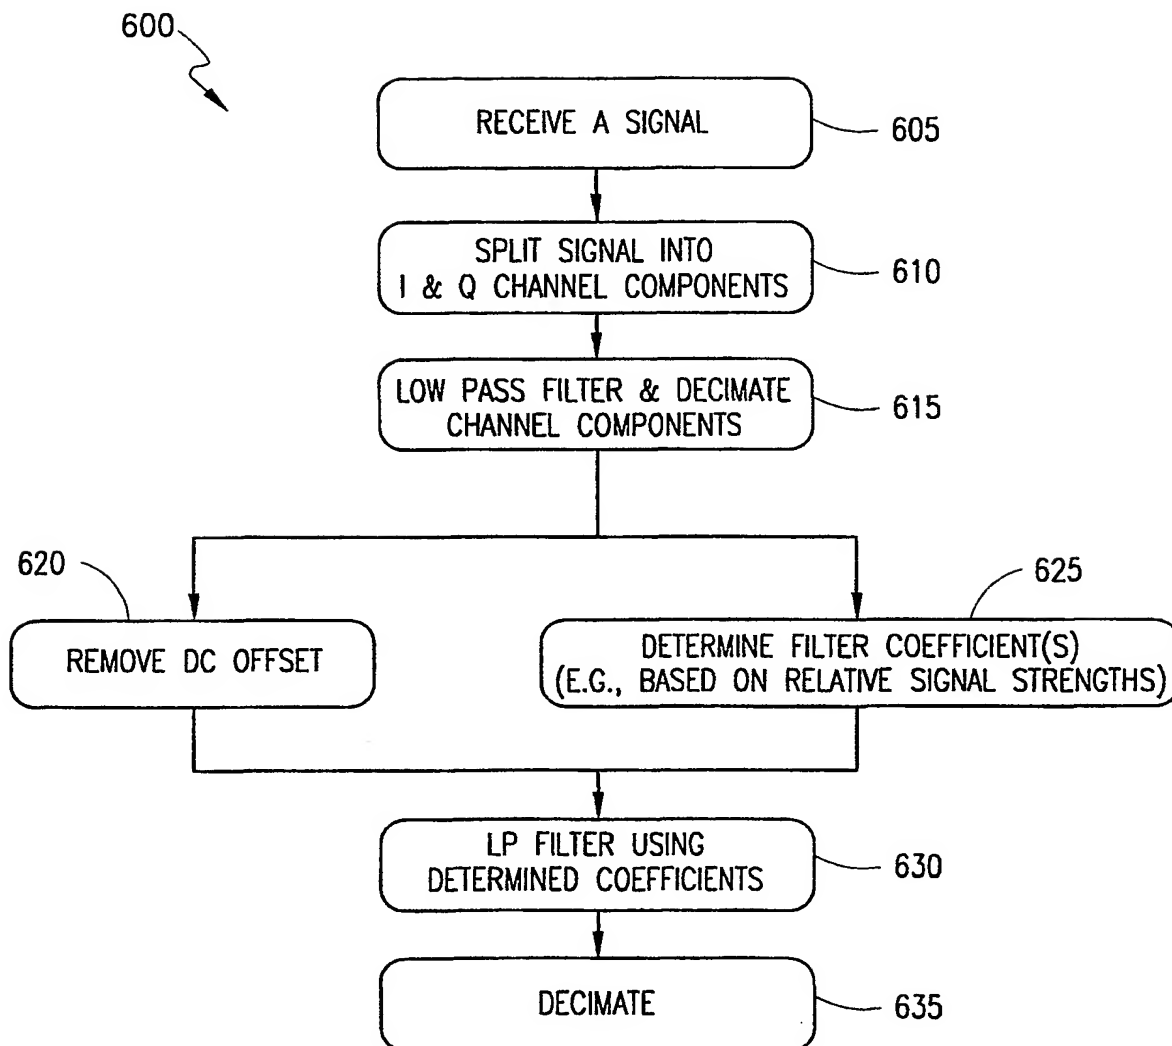 600
RECEIVE A SIGNAL
605
SPLIT SIGNAL INTO
I & Q CHANNEL COMPONENTS
610
LOW PASS FILTER & DECIMATE
CHANNEL COMPONENTS
615
620
REMOVE DC OFFSET
625
DETERMINE FILTER COEFFICIENT(S)
(E.G., BASED ON RELATIVE SIGNAL STRENGTHS)
LP FILTER USING
DETERMINED COEFFICIENTS
630
DECIMATE
635